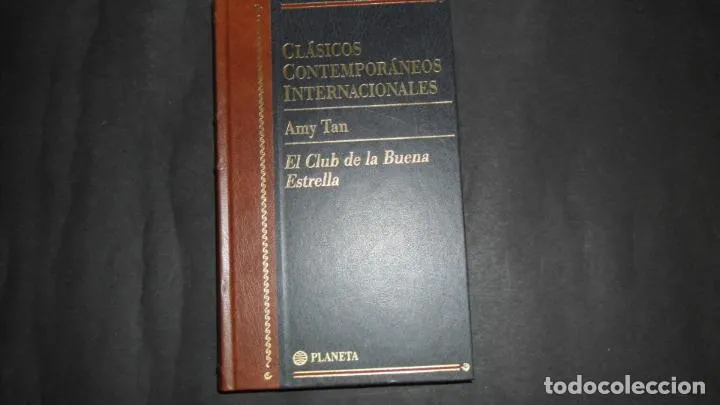 CLÁSICOS
CONTEMPORÁNEOS
INTERNACIONALES
Amy Tan
El Club de la Buena
Estrella
PLANETA
todocoleccion